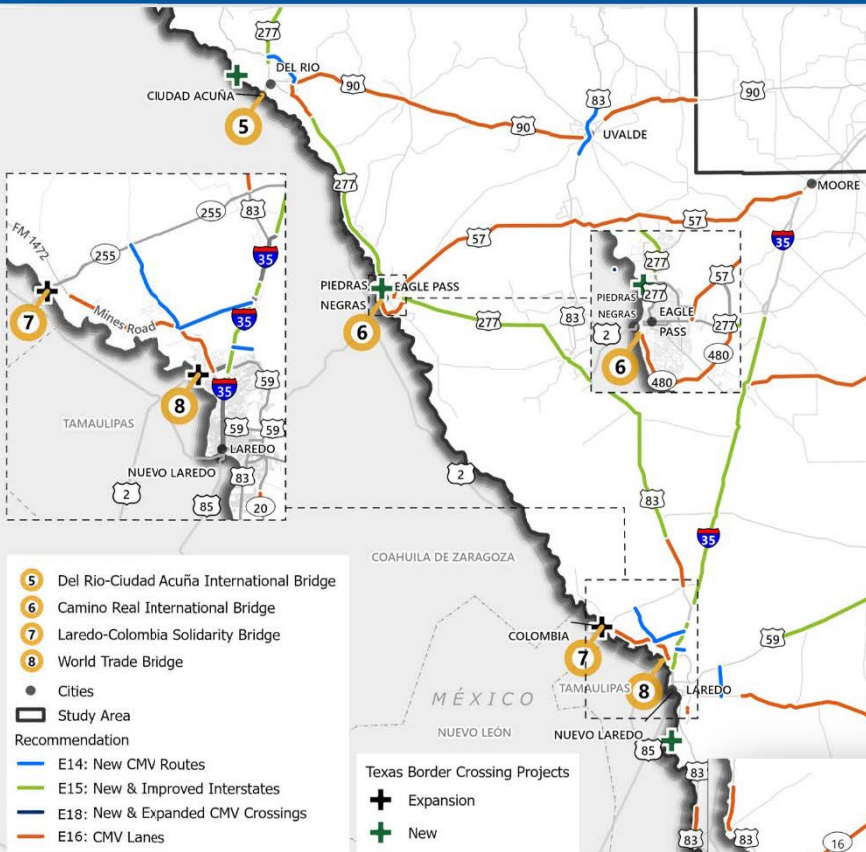 277
DEL RIO
CIUDAD ACUÑA
5
90
83
90
90
UVALDE
277
MOORE
57
57
35
PIEDRAS
NEGRAS
EAGLE PASS
6
277
83
2
277
277
57
PIEDRAS
NEGRAS
EAGLE
PASS
277
6
480
480
FM 1472
255
255
83
35
7
Mines Road
35
8
35
59
TAMAULIPAS
59
59
LAREDO
NUEVO LAREDO
2
83
85
20
2
83
35
COAHUILA DE ZARAGOZA
COLOMBIA
7
59
TAMAULIPAS
8
LAREDO
MÉXICO
NUEVO LEÓN
NUEVO LAREDO
85
83
83
83
16
5 Del Rio-Ciudad Acuña International Bridge
6 Camino Real International Bridge
7 Laredo-Colombia Solidarity Bridge
8 World Trade Bridge
Cities
Study Area
Recommendation
E14: New CMV Routes
E15: New & Improved Interstates
E18: New & Expanded CMV Crossings
E16: CMV Lanes
Texas Border Crossing Projects
Expansion
New